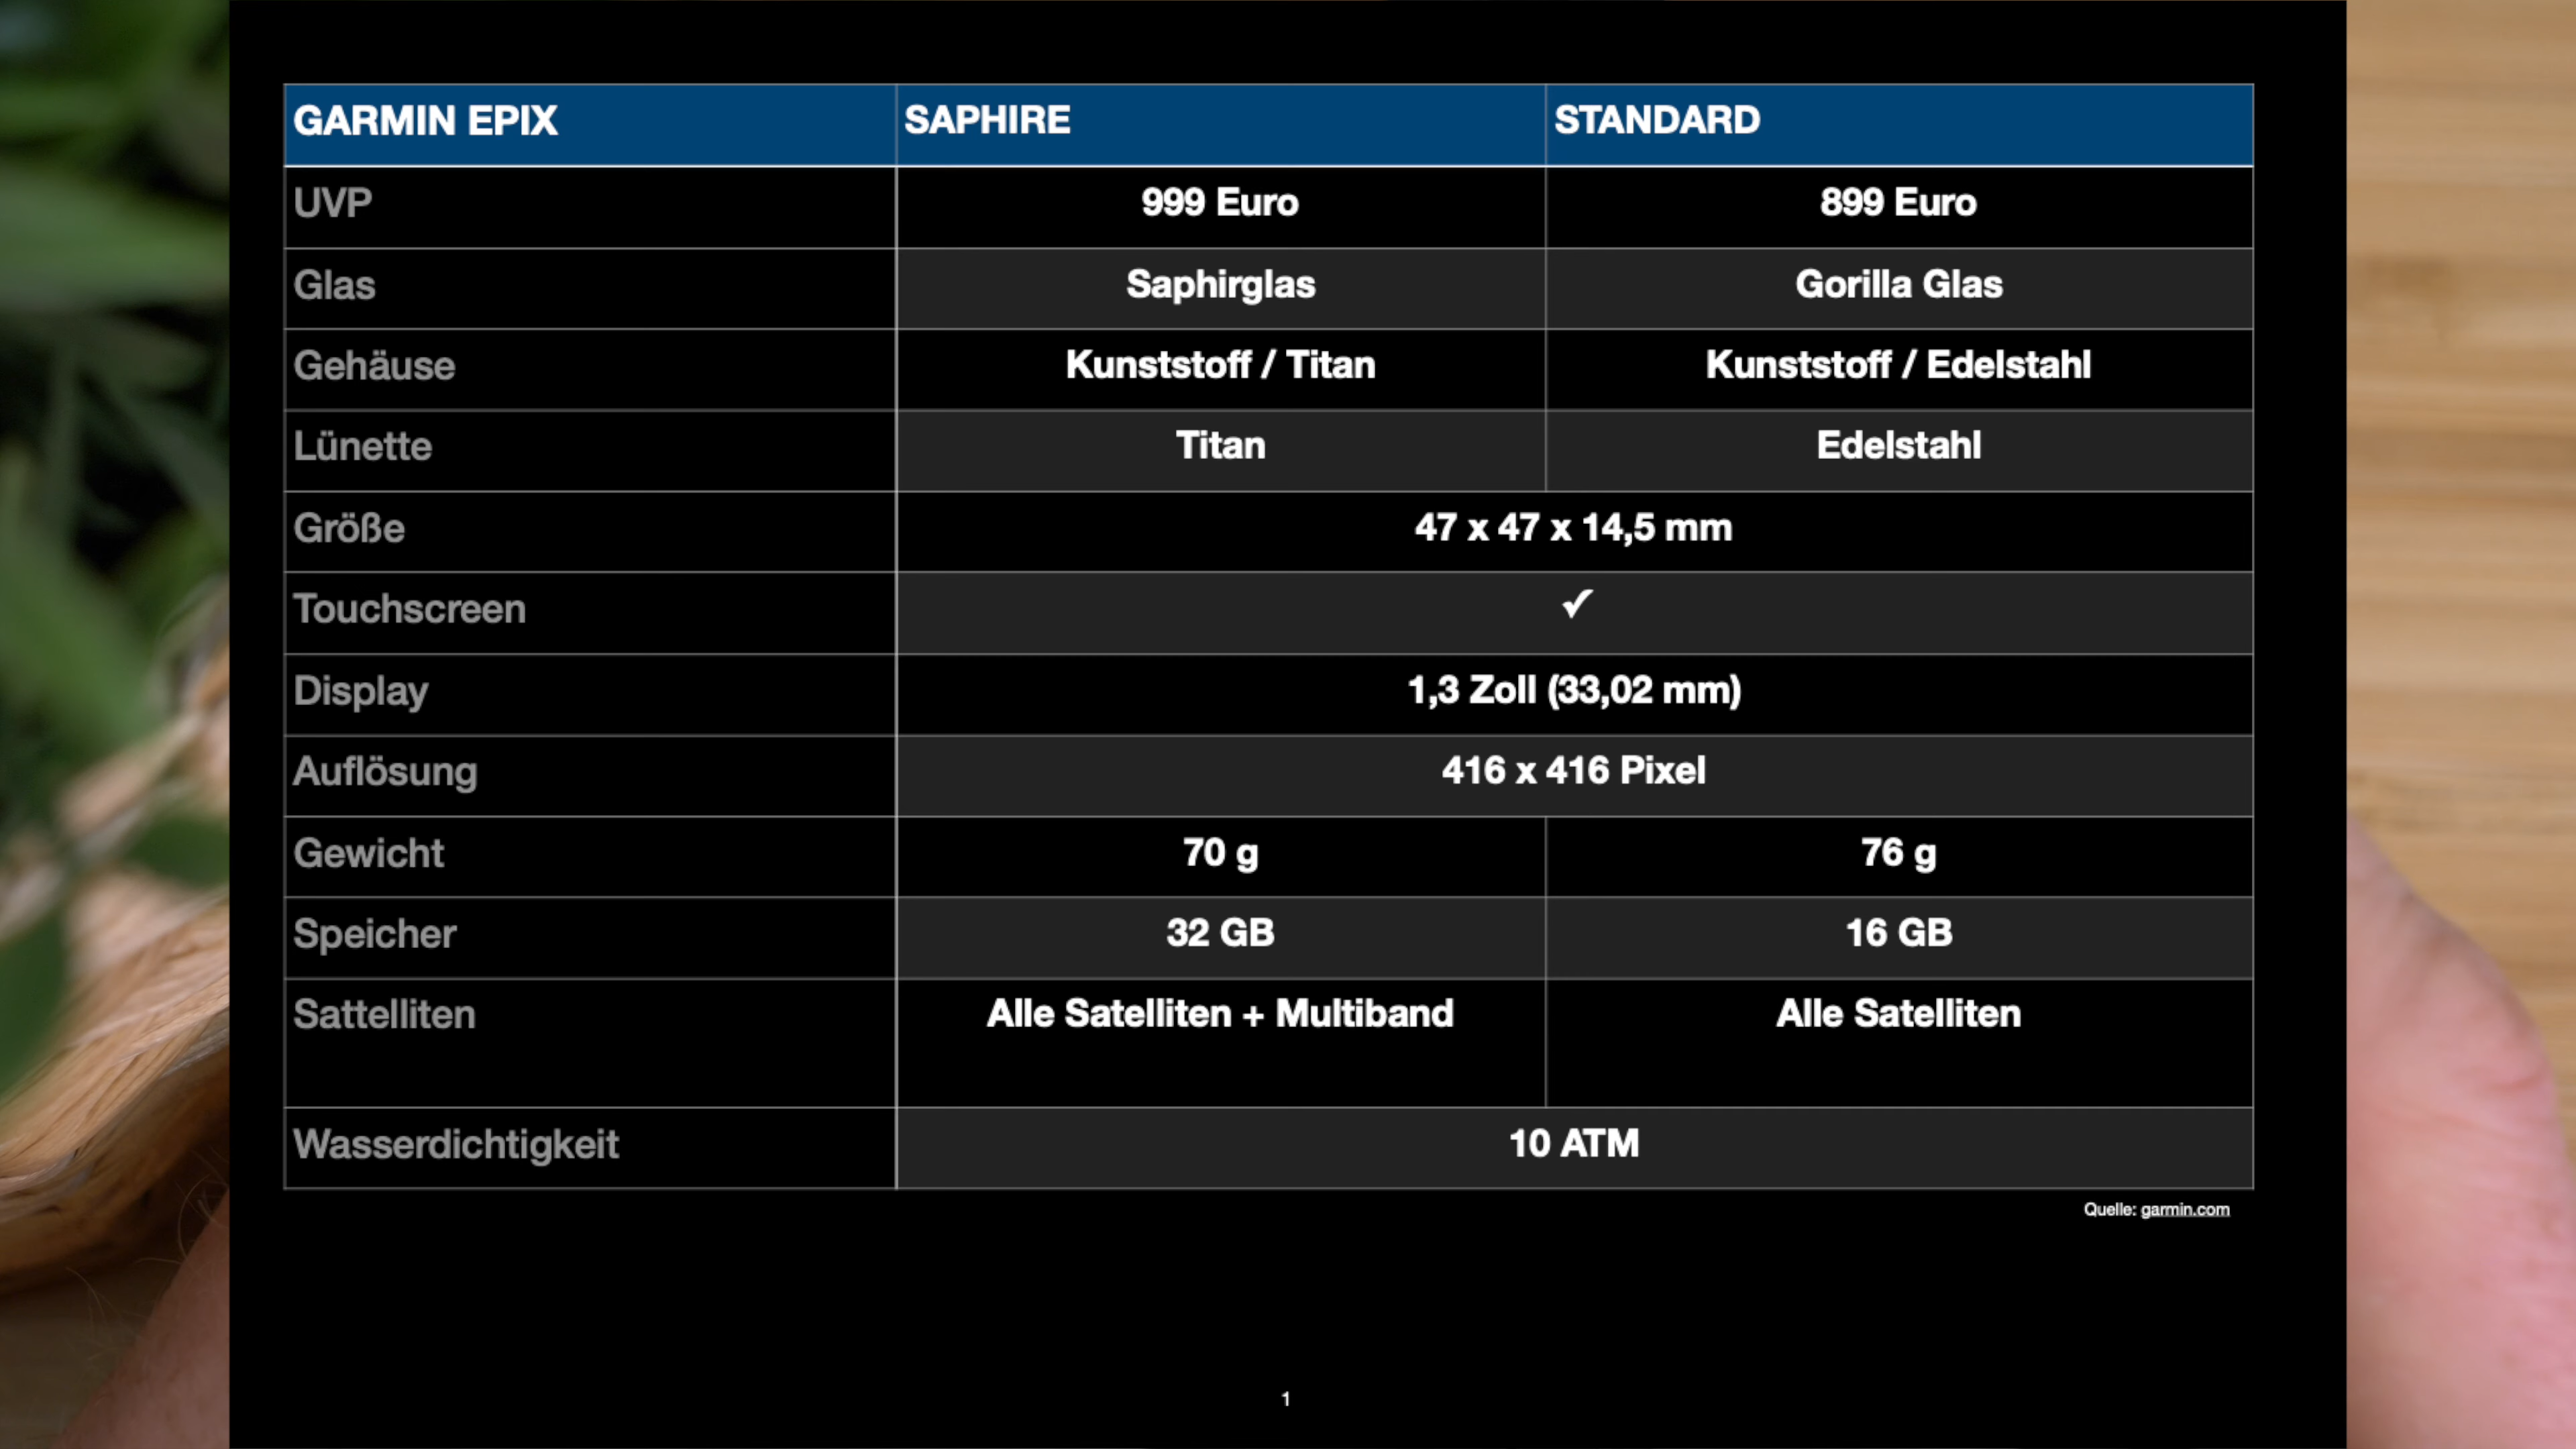 GARMIN EPIX SAPHIRE STANDARD
UVP 999 Euro 899 Euro
Glas Saphirglas Gorilla Glas
Gehäuse Kunststoff / Titan Kunststoff / Edelstahl
Lünette Titan Edelstahl
Größe 47 x 47 x 14,5 mm
Touchscreen ✓
Display 1,3 Zoll (33,02 mm)
Auflösung 416 x 416 Pixel
Gewicht 70 g 76 g
Speicher 32 GB 16 GB
Sattelliten Alle Satelliten + Multiband Alle Satelliten
Wasserdichtigkeit 10 ATM
Quelle: garmin.com
1